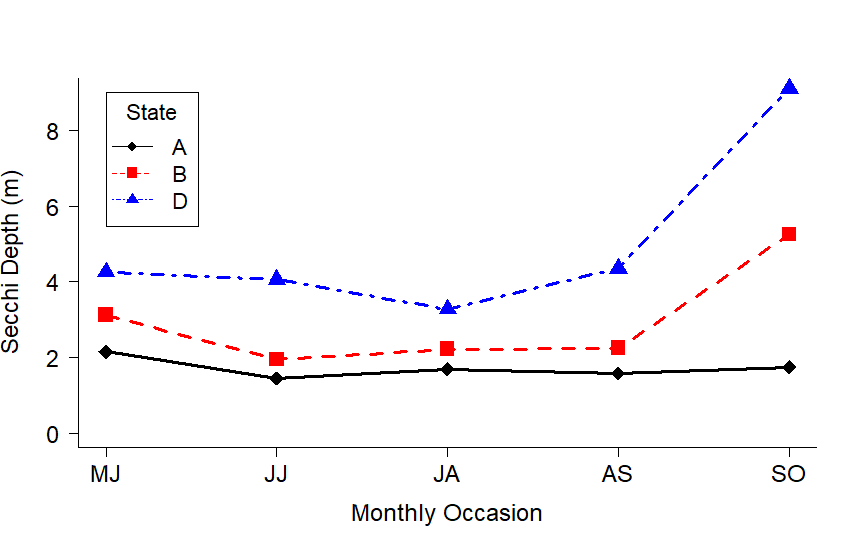 State
A
B
D
Secchi Depth (m)
8
6
4
2
0
MJ JJ JA AS SO
Monthly Occasion